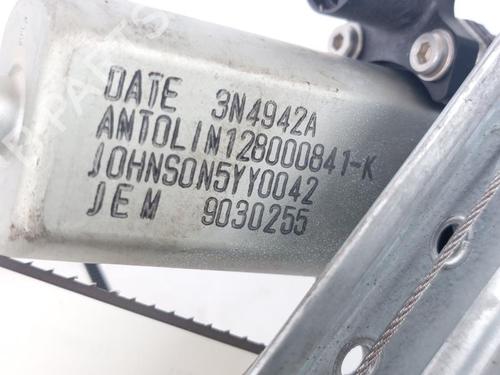 DATE 3N4942A
ANTOLIN128000841-K
JOHNSON5YY0042
JEM 9030255